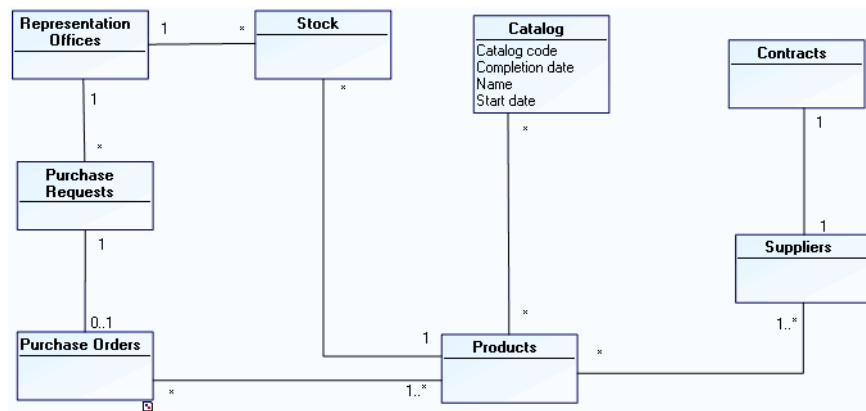 Representation
Offices
1
*
Stock
Catalog
Catalog code
Completion date
Name
Start date
Contracts
1
*
*
*
1
Purchase
Requests
1
1
Suppliers
0..1
1..*
Purchase Orders
*
1
Products
*
*
1..*